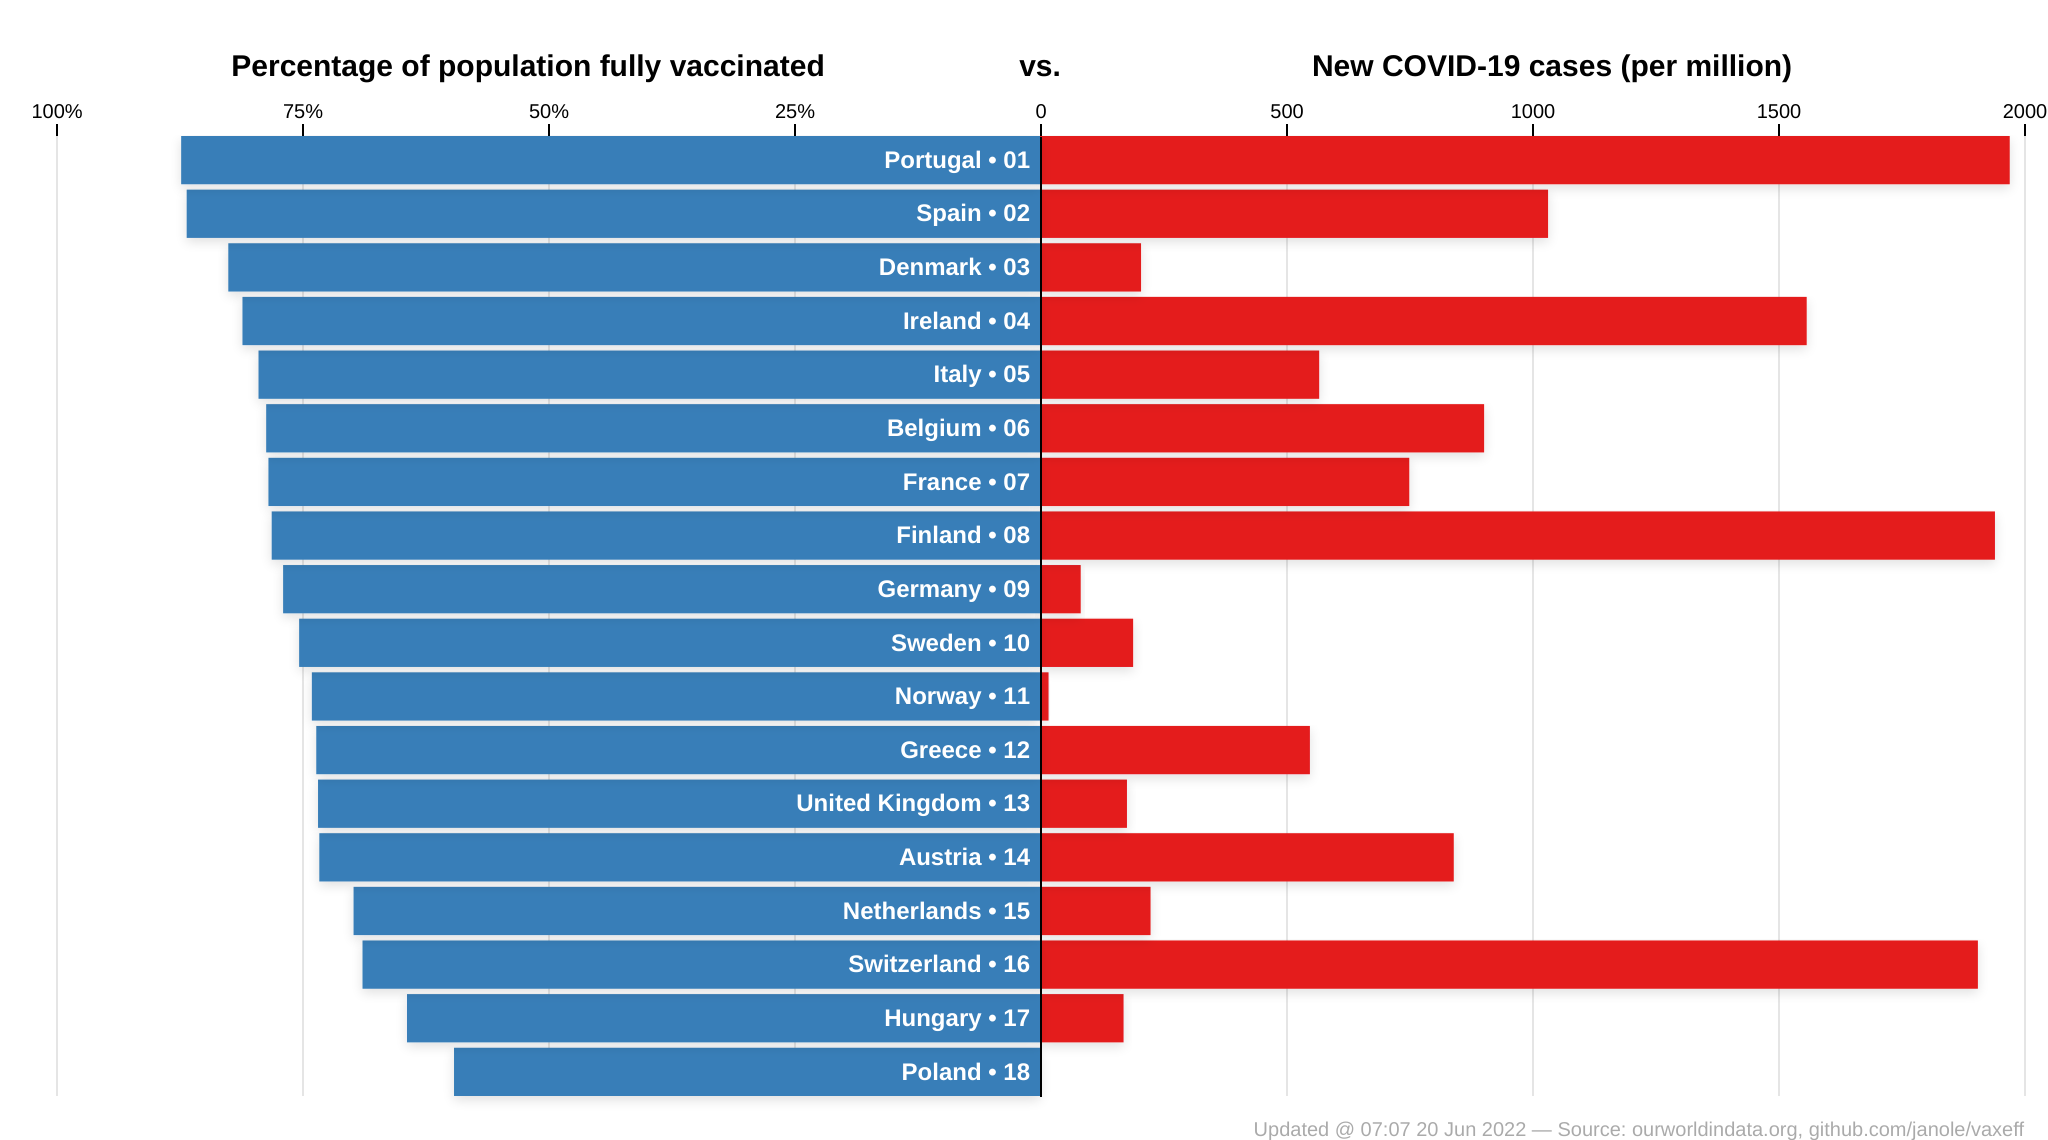 Percentage of population fully vaccinated vs. New COVID-19 cases (per million)
100% 75% 50% 25% 0 500 1000 1500 2000
Portugal • 01
Spain • 02
Denmark • 03
Ireland • 04
Italy • 05
Belgium • 06
France • 07
Finland • 08
Germany • 09
Sweden • 10
Norway • 11
Greece • 12
United Kingdom • 13
Austria • 14
Netherlands • 15
Switzerland • 16
Hungary • 17
Poland • 18
Updated @ 07:07 20 Jun 2022 — Source: ourworldindata.org, github.com/janole/vaxeff